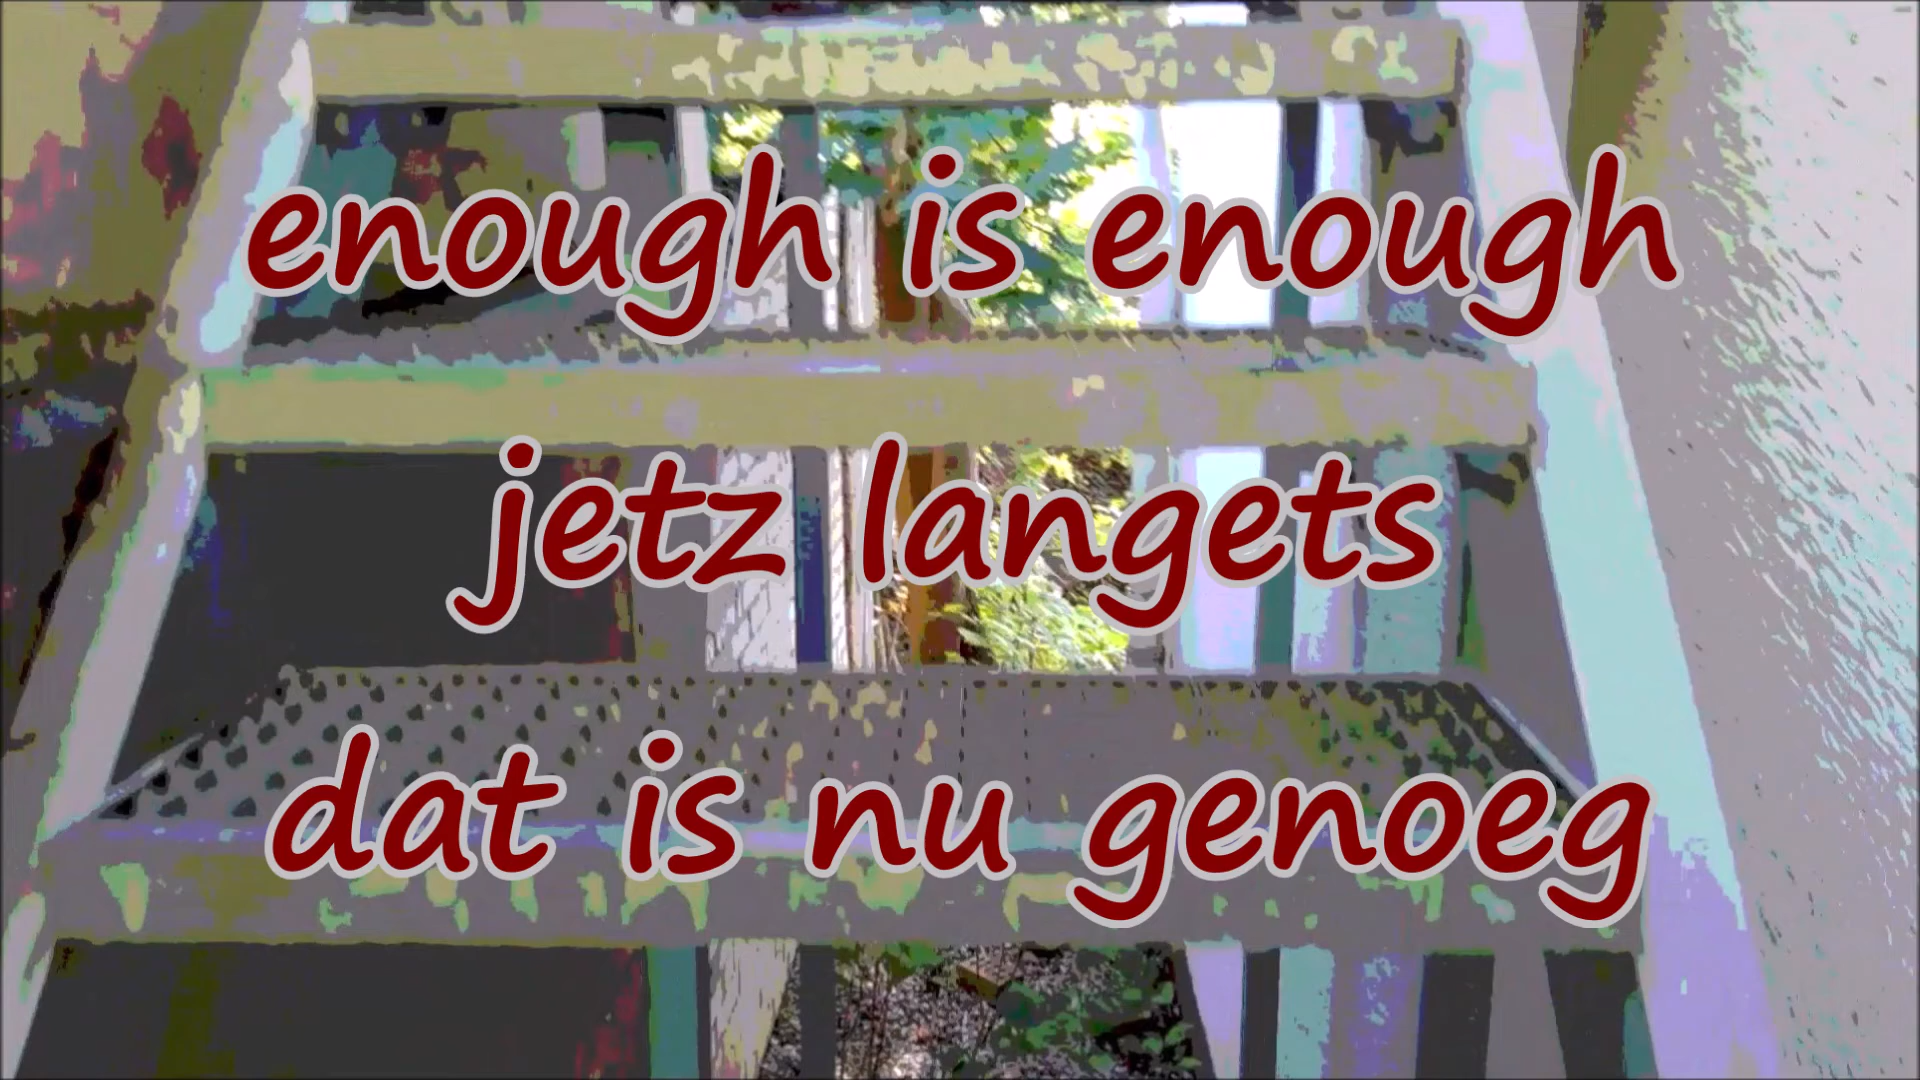 enough is enough
jetz langets
dat is nu genoeg